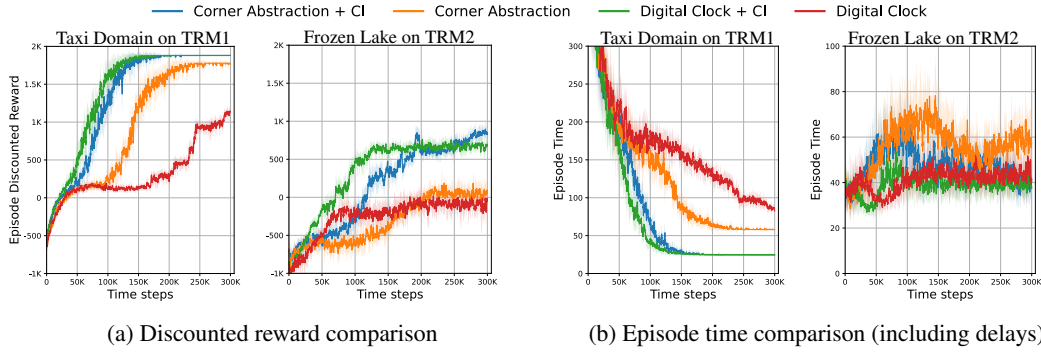 Corner Abstraction + CI Corner Abstraction Digital Clock + CI Digital Clock
Taxi Domain on TRM1 Frozen Lake on TRM2 Taxi Domain on TRM1 Frozen Lake on TRM2
Episode Discounted Reward
2K
1.5K
1K
500
0
-500
-1K
0 50K 100K 150K 200K 250K 300K
Time steps
2K
1.5K
1K
500
0
-500
-1K
0 50K 100K 150K 200K 250K 300K
Time steps
Episode Time
300
250
200
150
100
50
0
0 50K 100K 150K 200K 250K 300K
Time steps
Episode Time
100
80
60
40
20
0
0 50K 100K 150K 200K 250K 300K
Time steps
(a) Discounted reward comparison
(b) Episode time comparison (including delays)